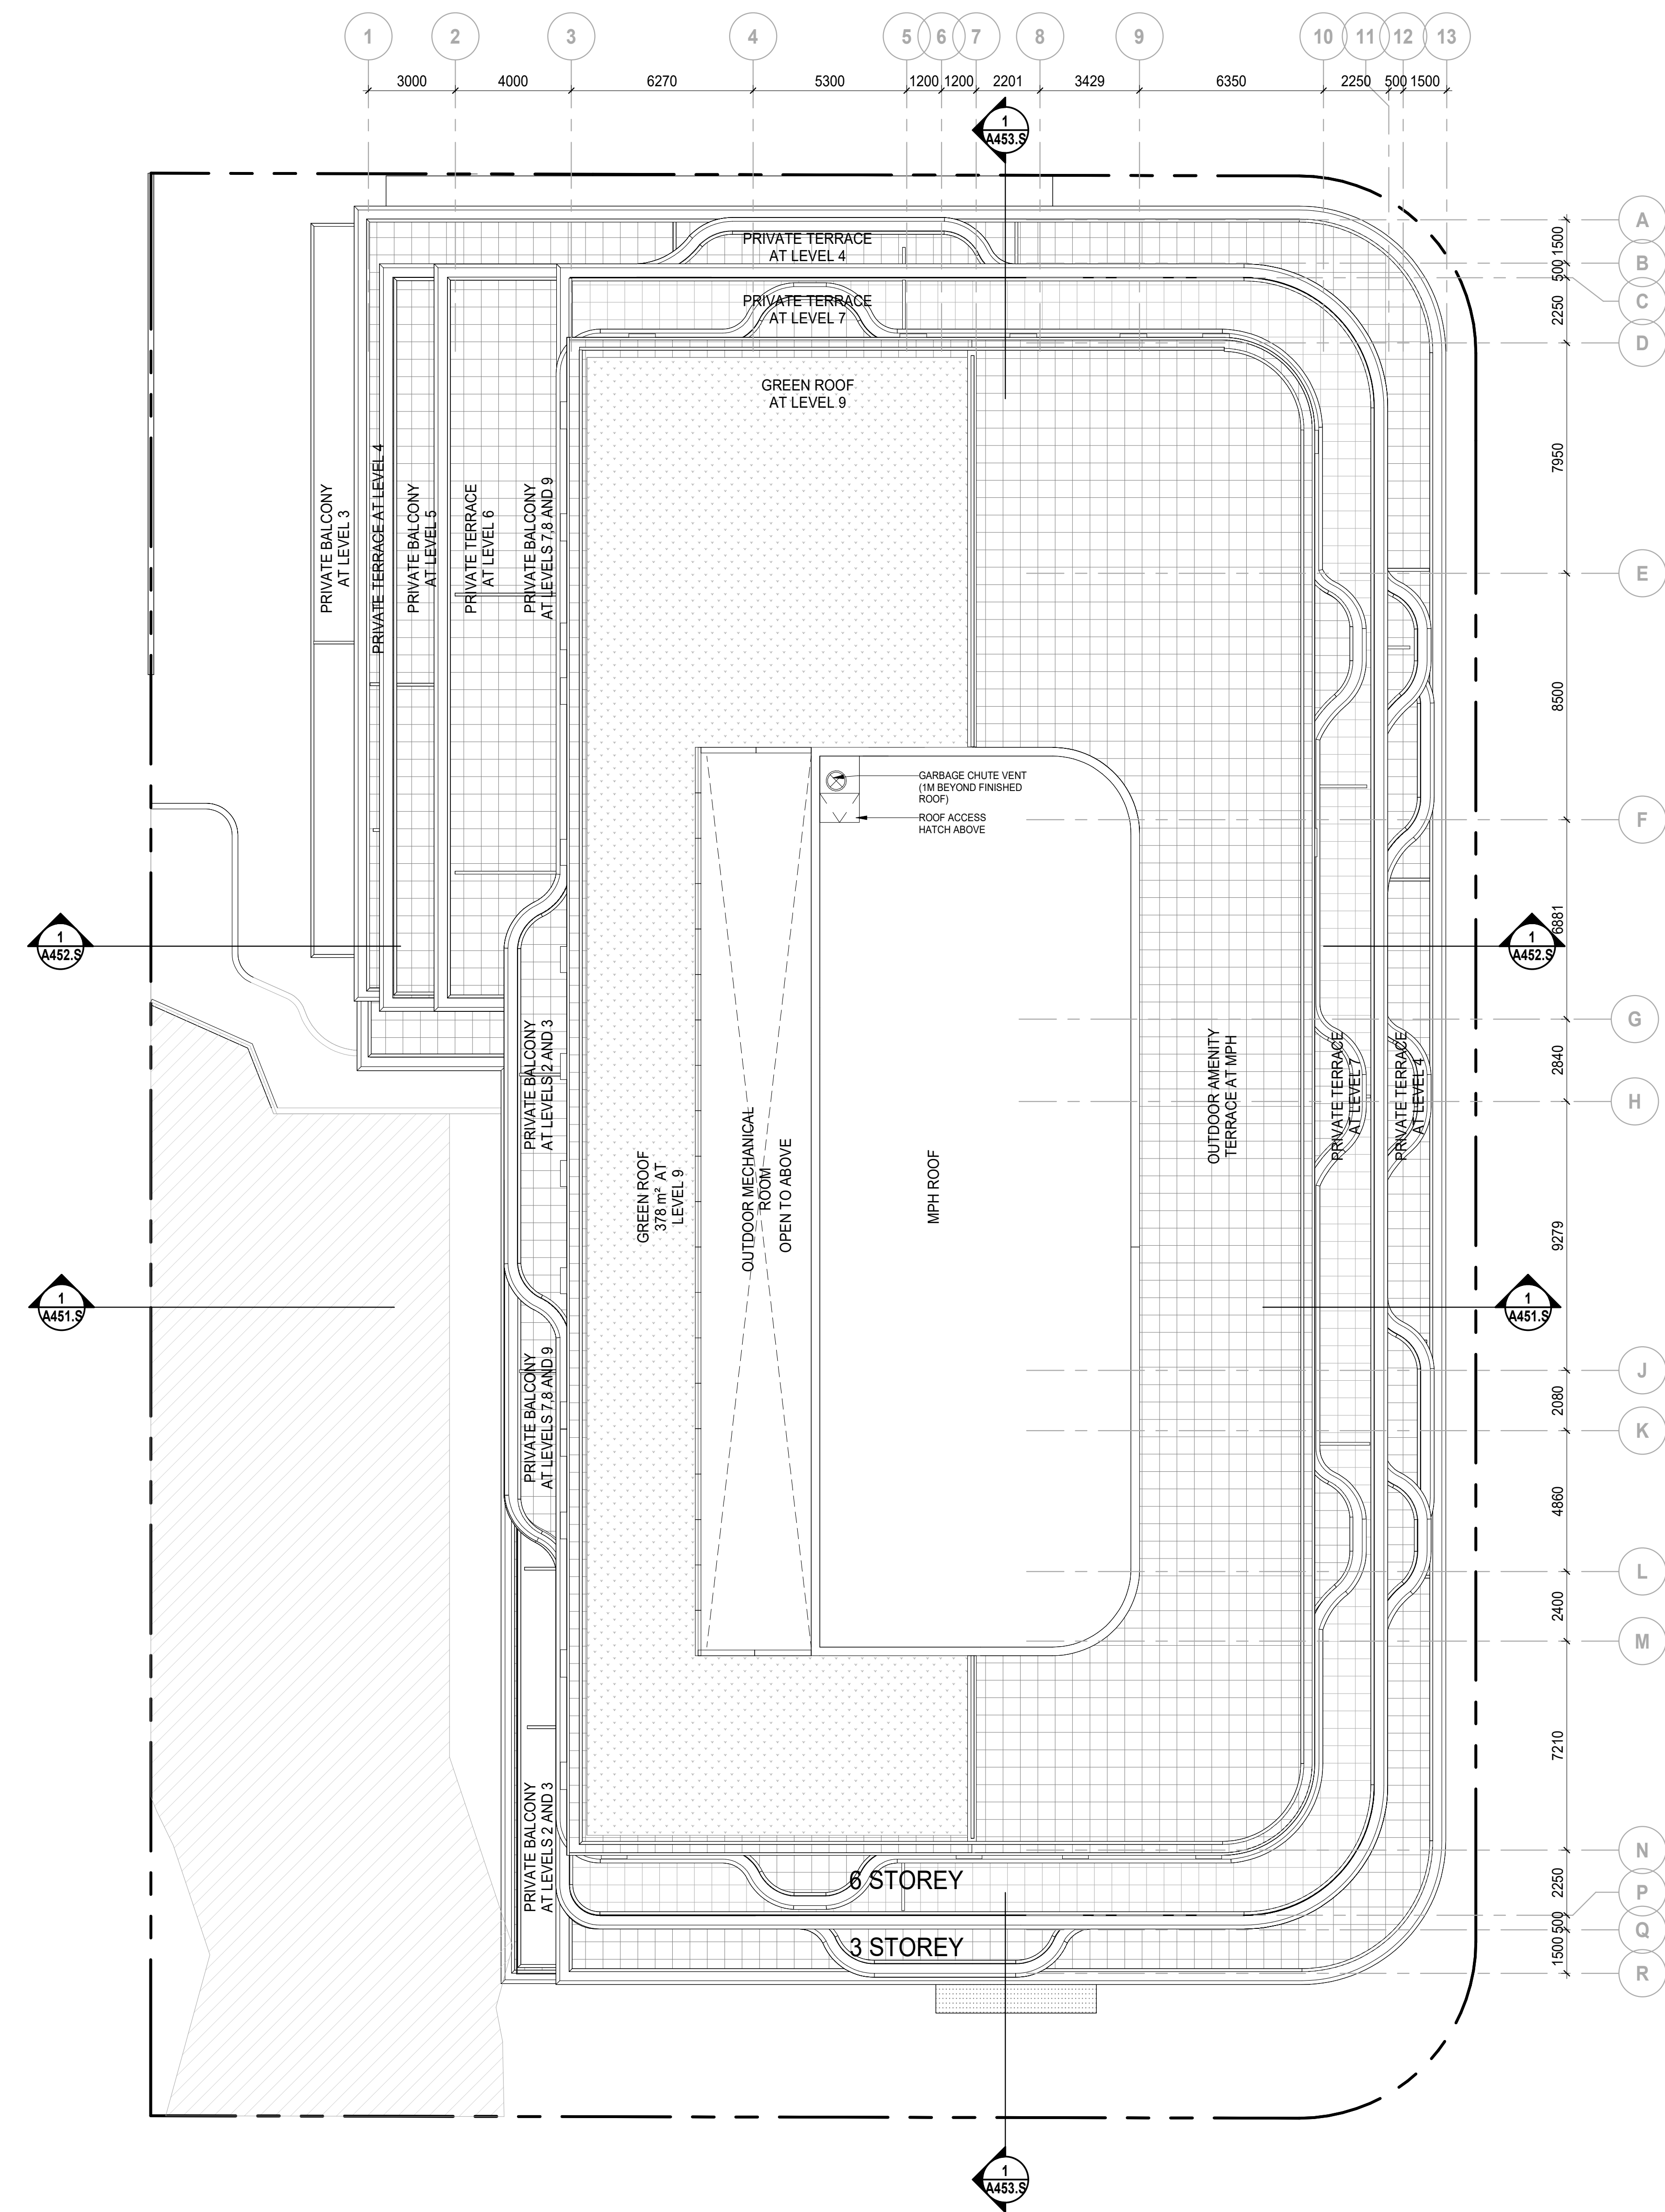 1
2
3
4
5
6
7
8
9
10
11
12
13
3000
4000
6270
5300
1200
1200
2201
3429
6350
2250
500
1500
1
A453.S
A
B
C
D
E
F
G
H
J
K
L
M
N
P
Q
R
1500
500
2250
7950
8500
6881
2840
9279
2080
4860
2400
7210
2250
500
1500
PRIVATE TERRACE
AT LEVEL 4
PRIVATE TERRACE
AT LEVEL 7
GREEN ROOF
AT LEVEL 9
PRIVATE BALCONY
AT LEVEL 3
PRIVATE TERRACE AT LEVEL 4
PRIVATE BALCONY
AT LEVEL 5
PRIVATE TERRACE
AT LEVEL 6
PRIVATE BALCONY
AT LEVELS 7,8 AND 9
GARBAGE CHUTE VENT
(1M BEYOND FINISHED
ROOF)
ROOF ACCESS
HATCH ABOVE
1
A452.S
1
A452.S
PRIVATE BALCONY
AT LEVELS 2 AND 3
GREEN ROOF
378 m² AT
LEVEL 9
OUTDOOR MECHANICAL
ROOM
OPEN TO ABOVE
MPH ROOF
OUTDOOR AMENITY
TERRACE AT MPH
PRIVATE TERRACE
AT LEVEL 7
PRIVATE TERRACE
AT LEVEL 4
1
A451.S
1
A451.S
PRIVATE BALCONY
AT LEVELS 7,8 AND 9
PRIVATE BALCONY
AT LEVELS 2 AND 3
6 STOREY
3 STOREY
1
A453.S